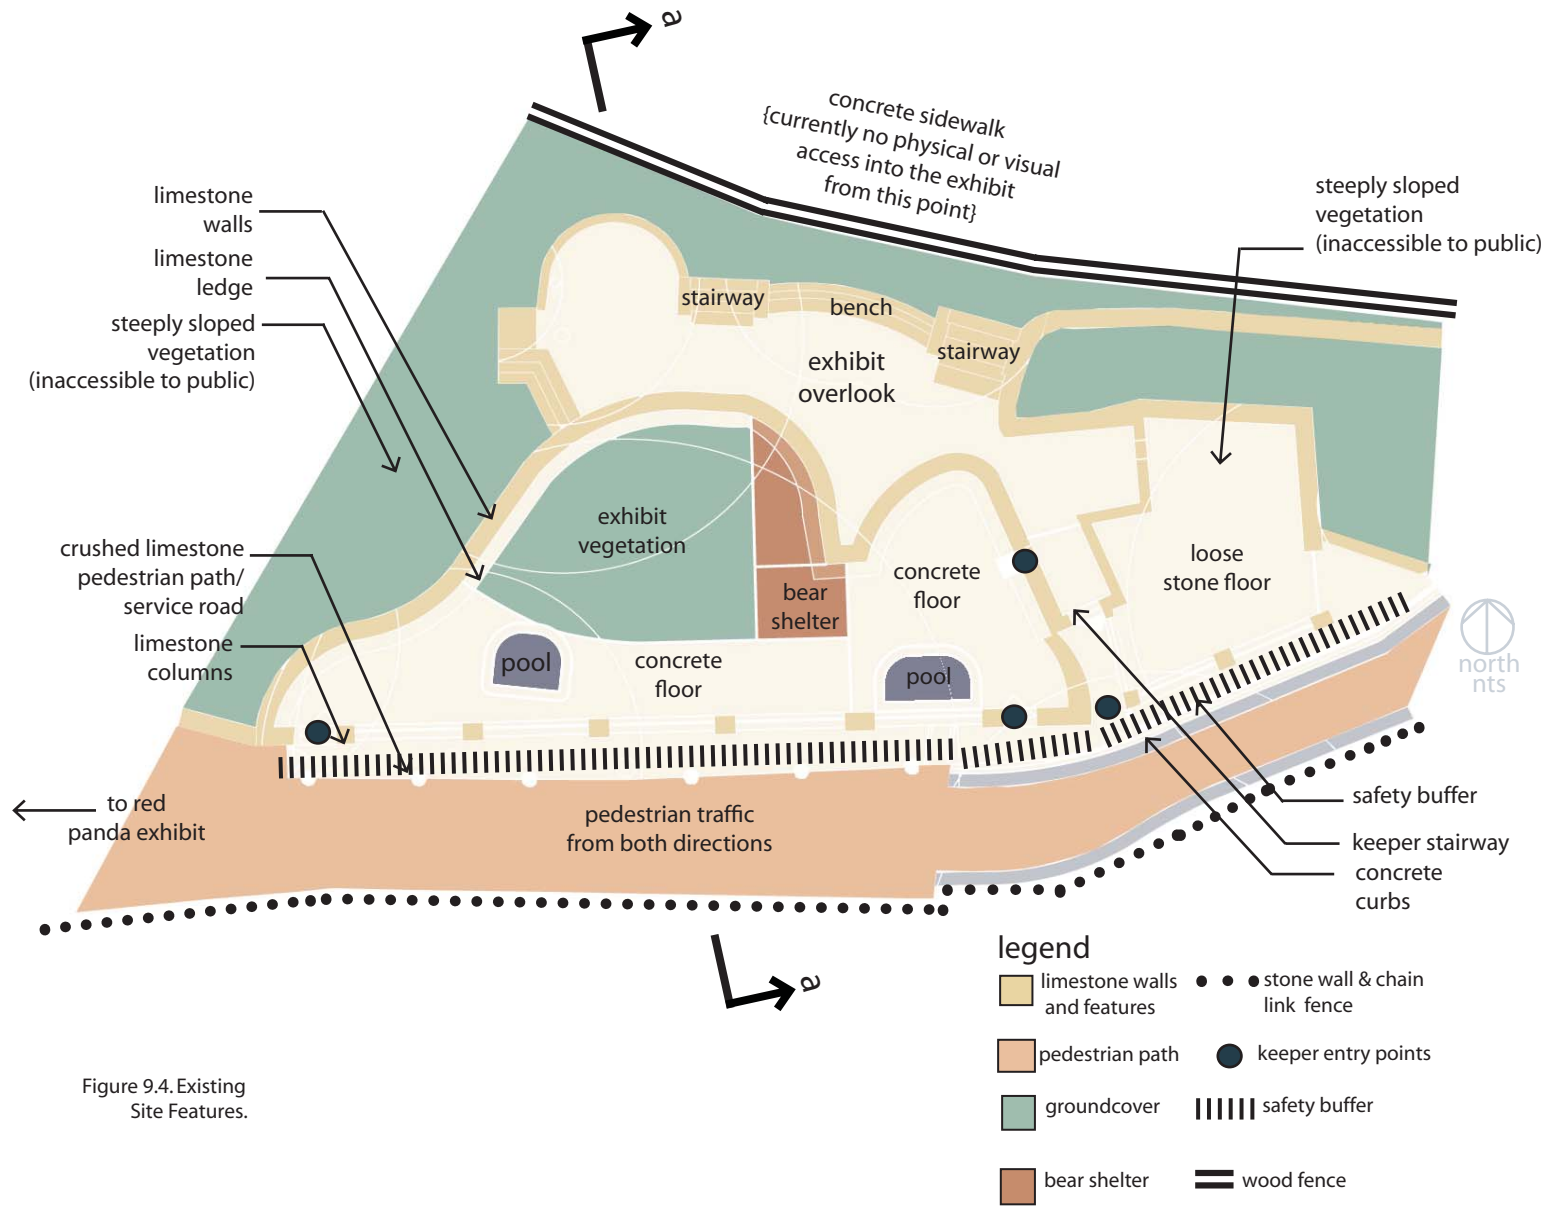 a
concrete sidewalk
{currently no physical or visual
access into the exhibit
from this point}
limestone
walls
limestone
ledge
steeply sloped
vegetation
(inaccessible to public)
steeply sloped
vegetation
(inaccessible to public)
stairway
bench
stairway
exhibit
overlook
exhibit
vegetation
bear
shelter
concrete
floor
loose
stone floor
crushed limestone
pedestrian path/
service road
limestone
columns
pool
concrete
floor
pool
north
nts
to red
panda exhibit
pedestrian traffic
from both directions
safety buffer
keeper stairway
concrete
curbs
a
legend
limestone walls
and features
stone wall & chain
link fence
pedestrian path
keeper entry points
groundcover
safety buffer
bear shelter
wood fence
Figure 9.4. Existing
Site Features.